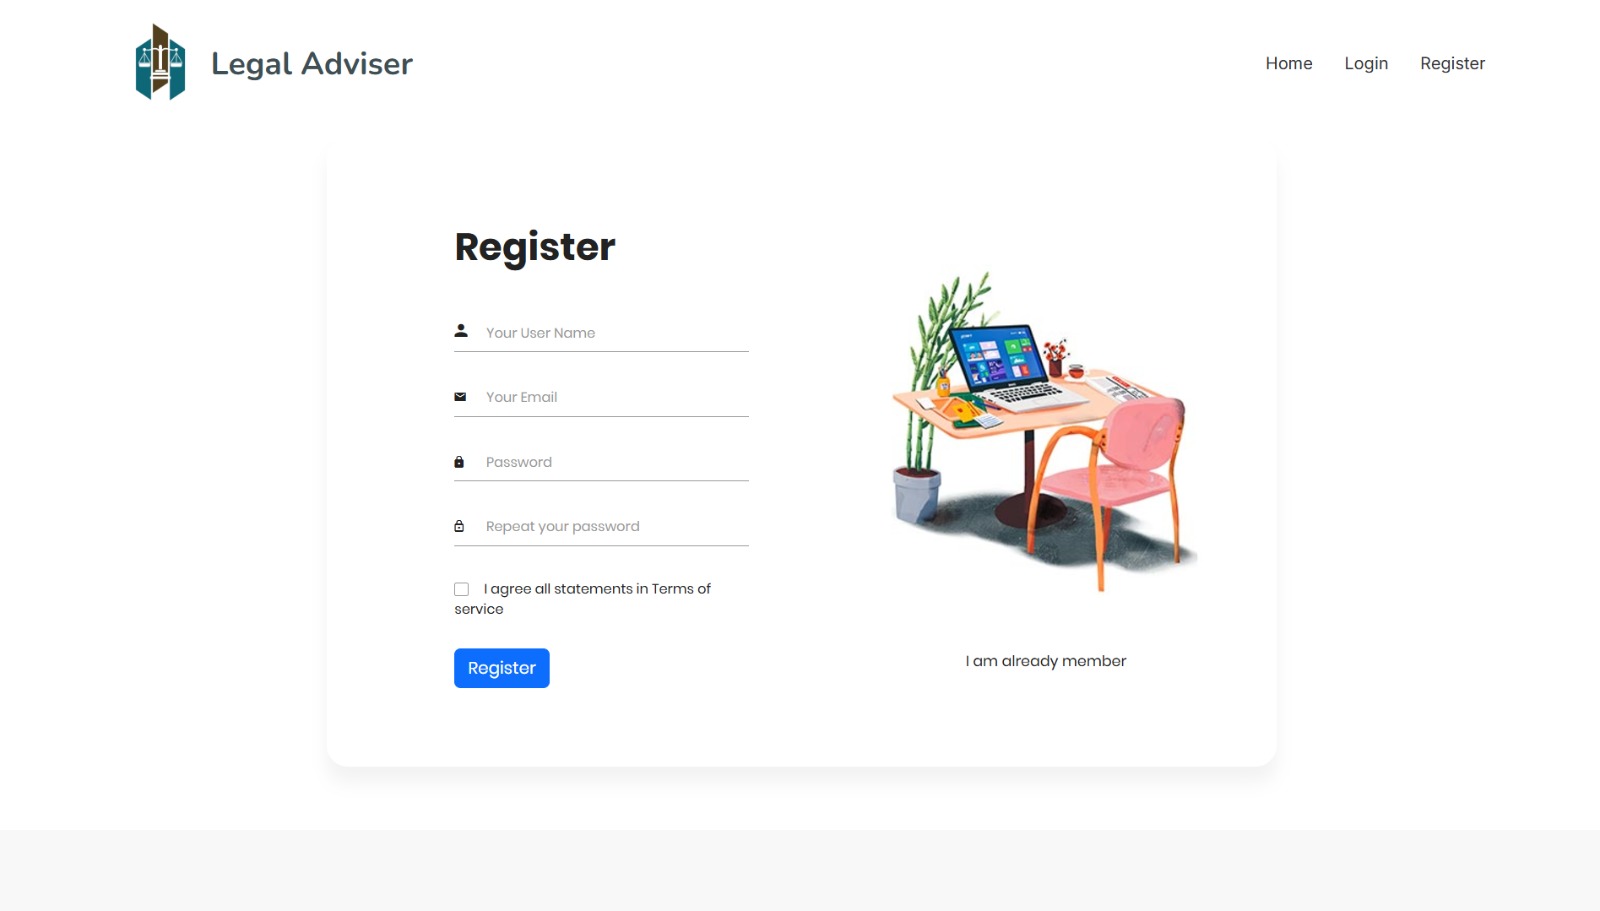 Legal Adviser
Home
Login
Register
Register
Your User Name
Your Email
Password
Repeat your password
I agree all statements in Terms of
service
Register
I am already member